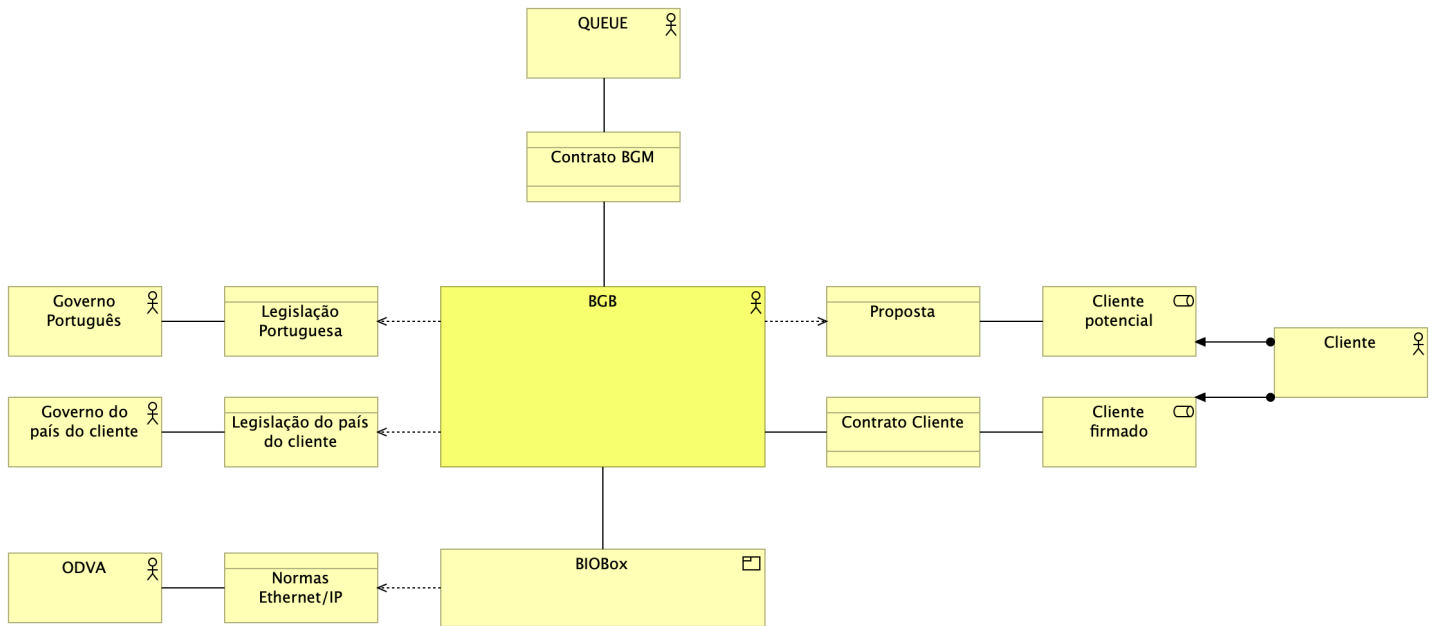 QUEUE
Contrato BGM
Governo
Português
Legislação
Portuguesa
BGB
Proposta
Cliente
potencial
Cliente
Governo do
país do cliente
Legislação do país
do cliente
Contrato Cliente
Cliente
firmado
ODVA
Normas
Ethernet/IP
BIOBox